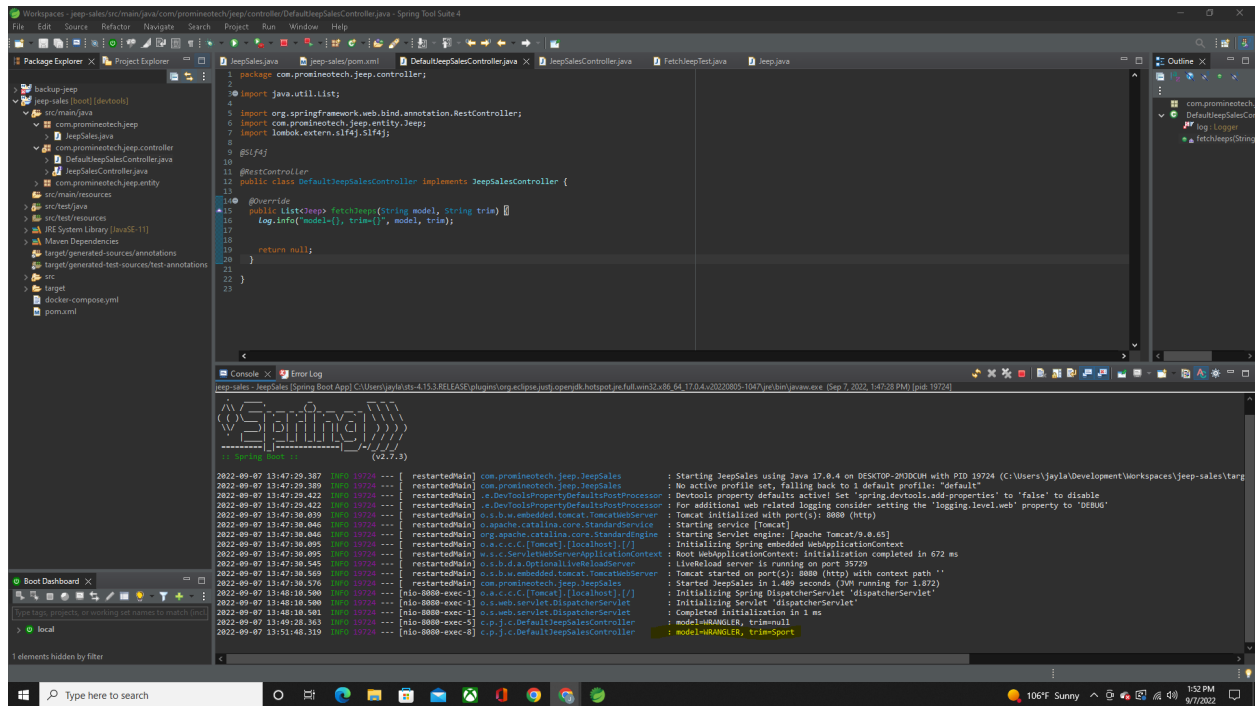 Workspaces - jeep-sales/src/main/java/com/promineotech/jeep/controller/DefaultJeepSalesController.java - Spring Tool Suite 4
File Edit Source Refactor Navigate Search Project Run Window Help
Package Explorer Project Explorer
backup-jeep
jeep-sales [boot] [devtools]
src/main/java
com.promineotech.jeep
JeepSales.java
com.promineotech.jeep.controller
DefaultJeepSalesController.java
JeepSalesController.java
com.promineotech.jeep.entity
src/main/resources
src/test/java
src/test/resources
JRE System Library [JavaSE-11]
Maven Dependencies
target/generated-sources/annotations
target/generated-test-sources/test-annotations
src
target
docker-compose.yml
pom.xml
JeepSales.java jeep-sales/pom.xml DefaultJeepSalesController.java JeepSalesController.java FetchJeepTest.java Jeep.java
1 package com.promineotech.jeep.controller;
2
3 import java.util.List;
4
5 import org.springframework.web.bind.annotation.RestController;
6 import com.promineotech.jeep.entity.Jeep;
7 import lombok.extern.slf4j.Slf4j;
8
9 @Slf4j
10
11 @RestController
12 public class DefaultJeepSalesController implements JeepSalesController {
13
14 @Override
15 public List<Jeep> fetchJeeps(String model, String trim) {
16 log.info("model={}, trim={}", model, trim);
17
18
19 return null;
20 }
21
22 }
23
Outline
com.promineotech.
DefaultJeepSalesCor
log : Logger
fetchJeeps(String
Console Error Log
jeep-sales - JeepSales [Spring Boot App] C:\Users\jayla\sts-4.15.3.RELEASE\plugins\org.eclipse.justj.openjdk.hotspot.jre.full.win32.x86_64_17.0.4.v20220805-1047\jre\bin\javaw.exe (Sep 7, 2022, 1:47:28 PM) [pid: 19724]
:: Spring Boot :: (v2.7.3)
2022-09-07 13:47:29.387 INFO 19724 --- [ restartedMain] com.promineotech.jeep.JeepSales : Starting JeepSales using Java 17.0.4 on DESKTOP-2MJDCUH with PID 19724 (C:\Users\jayla\Development\Workspaces\jeep-sales\targ
2022-09-07 13:47:29.389 INFO 19724 --- [ restartedMain] com.promineotech.jeep.JeepSales : No active profile set, falling back to 1 default profile: "default"
2022-09-07 13:47:29.422 INFO 19724 --- [ restartedMain] .e.DevToolsPropertyDefaultsPostProcessor : Devtools property defaults active! Set 'spring.devtools.add-properties' to 'false' to disable
2022-09-07 13:47:29.422 INFO 19724 --- [ restartedMain] .e.DevToolsPropertyDefaultsPostProcessor : For additional web related logging consider setting the 'logging.level.web' property to 'DEBUG'
2022-09-07 13:47:30.039 INFO 19724 --- [ restartedMain] o.s.b.w.embedded.tomcat.TomcatWebServer : Tomcat initialized with port(s): 8080 (http)
2022-09-07 13:47:30.046 INFO 19724 --- [ restartedMain] o.apache.catalina.core.StandardService : Starting service [Tomcat]
2022-09-07 13:47:30.046 INFO 19724 --- [ restartedMain] org.apache.catalina.core.StandardEngine : Starting Servlet engine: [Apache Tomcat/9.0.65]
2022-09-07 13:47:30.095 INFO 19724 --- [ restartedMain] o.a.c.c.C.[Tomcat].[localhost].[/] : Initializing Spring embedded WebApplicationContext
2022-09-07 13:47:30.095 INFO 19724 --- [ restartedMain] w.s.c.ServletWebServerApplicationContext : Root WebApplicationContext: initialization completed in 672 ms
2022-09-07 13:47:30.545 INFO 19724 --- [ restartedMain] o.s.b.d.a.OptionalLiveReloadServer : LiveReload server is running on port 35729
2022-09-07 13:47:30.569 INFO 19724 --- [ restartedMain] o.s.b.w.embedded.tomcat.TomcatWebServer : Tomcat started on port(s): 8080 (http) with context path ''
2022-09-07 13:47:30.576 INFO 19724 --- [ restartedMain] com.promineotech.jeep.JeepSales : Started JeepSales in 1.409 seconds (JVM running for 1.872)
2022-09-07 13:48:10.500 INFO 19724 --- [nio-8080-exec-1] o.a.c.c.C.[Tomcat].[localhost].[/] : Initializing Spring DispatcherServlet 'dispatcherServlet'
2022-09-07 13:48:10.500 INFO 19724 --- [nio-8080-exec-1] o.s.web.servlet.DispatcherServlet : Initializing Servlet 'dispatcherServlet'
2022-09-07 13:48:10.501 INFO 19724 --- [nio-8080-exec-1] o.s.web.servlet.DispatcherServlet : Completed initialization in 1 ms
2022-09-07 13:49:28.363 INFO 19724 --- [nio-8080-exec-5] c.p.j.c.DefaultJeepSalesController : model=WRANGLER, trim=null
2022-09-07 13:51:48.319 INFO 19724 --- [nio-8080-exec-8] c.p.j.c.DefaultJeepSalesController : model=WRANGLER, trim=Sport
Boot Dashboard
Type tags, projects, or working set names to match (incl.
local
1 elements hidden by filter
Type here to search
106°F Sunny
1:52 PM
9/7/2022